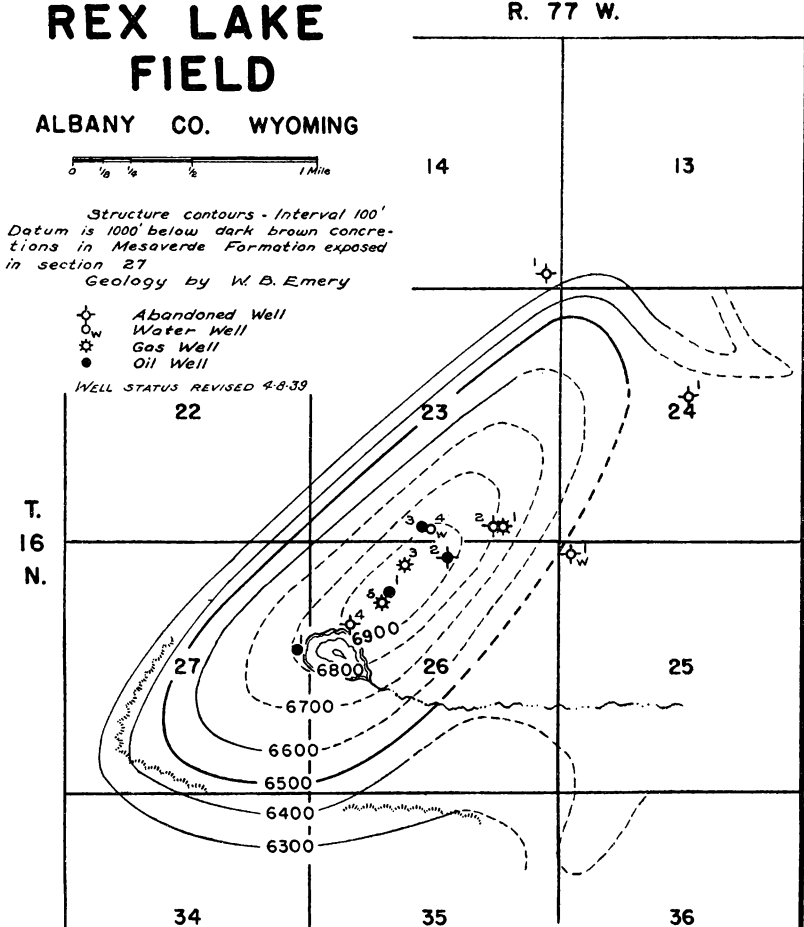 REX LAKE
FIELD
ALBANY CO. WYOMING
0 ⅛ ¼ ½ 1 Mile
Structure contours - Interval 100'
Datum is 1000' below dark brown concre-
tions in Mesaverde Formation exposed
in section 27
Geology by W. B. Emery
Abandoned Well
W Water Well
Gas Well
Oil Well
WELL STATUS REVISED 4-8-39
R. 77 W.
T.
16
N.
14
13
1
22
23
24
1
3
4
W
2
1
2
3
1
W
1
5
4
1
27
26
25
6900
6800
6700
6600
6500
6400
6300
34
35
36